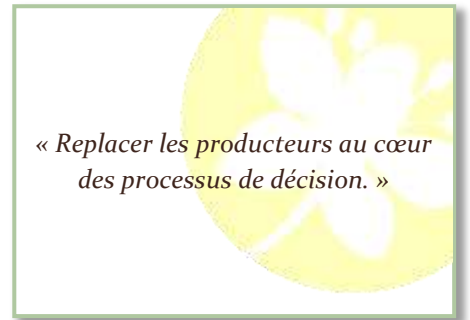 « Replacer les producteurs au cœur
des processus de décision. »